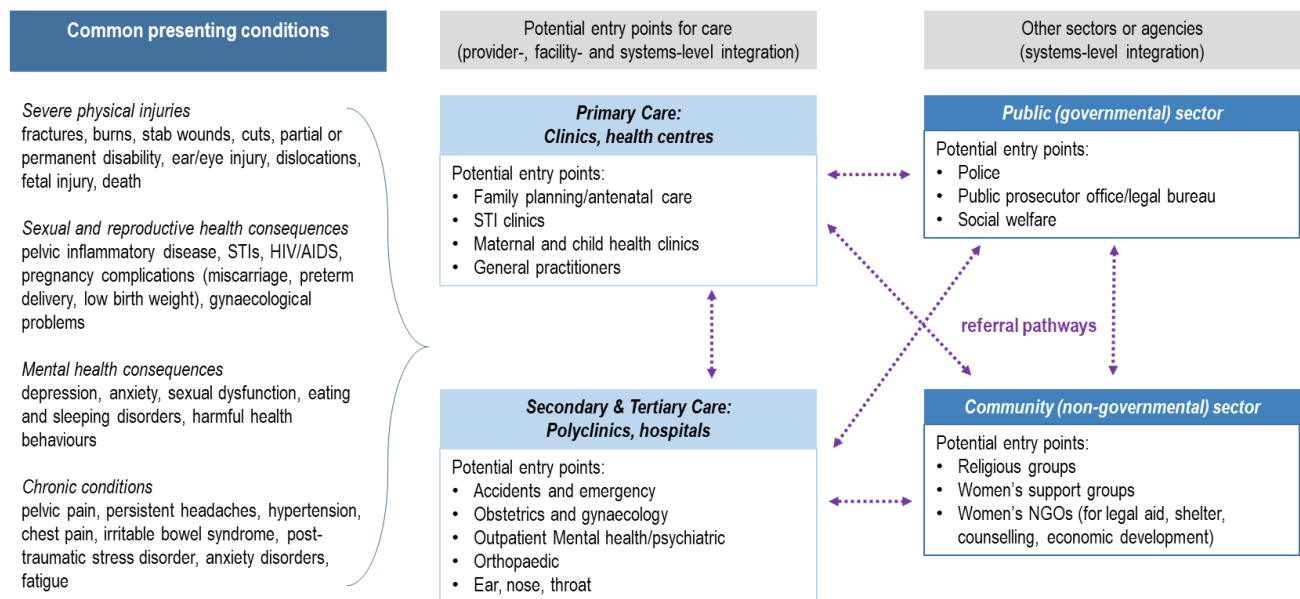 Common presenting conditions
Severe physical injuries
fractures, burns, stab wounds, cuts, partial or
permanent disability, ear/eye injury, dislocations,
fetal injury, death
Sexual and reproductive health consequences
pelvic inflammatory disease, STIs, HIV/AIDS,
pregnancy complications (miscarriage, preterm
delivery, low birth weight), gynaecological
problems
Mental health consequences
depression, anxiety, sexual dysfunction, eating
and sleeping disorders, harmful health
behaviours
Chronic conditions
pelvic pain, persistent headaches, hypertension,
chest pain, irritable bowel syndrome, post-
traumatic stress disorder, anxiety disorders,
fatigue
Potential entry points for care
(provider-, facility- and systems-level integration)
Primary Care:
Clinics, health centres
Potential entry points:
• Family planning/antenatal care
• STI clinics
• Maternal and child health clinics
• General practitioners
Secondary & Tertiary Care:
Polyclinics, hospitals
Potential entry points:
• Accidents and emergency
• Obstetrics and gynaecology
• Outpatient Mental health/psychiatric
• Orthopaedic
• Ear, nose, throat
Other sectors or agencies
(systems-level integration)
Public (governmental) sector
Potential entry points:
• Police
• Public prosecutor office/legal bureau
• Social welfare
referral pathways
Community (non-governmental) sector
Potential entry points:
• Religious groups
• Women's support groups
• Women's NGOs (for legal aid, shelter,
counselling, economic development)